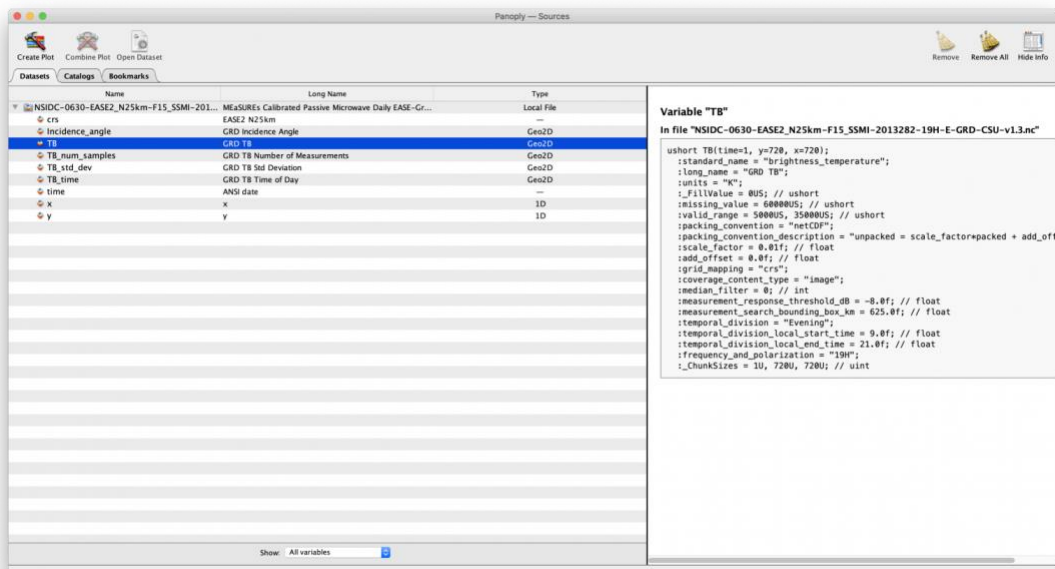 Panoply — Sources
Create Plot Combine Plot Open Dataset Remove Remove All Hide Info
Datasets Catalogs Bookmarks
Name Long Name Type
NSIDC-0630-EASE2_N25km-F15_SSMI-201... MEaSUREs Calibrated Passive Microwave Daily EASE-Gr... Local File
crs EASE2 N25km —
Incidence_angle GRD Incidence Angle Geo2D
TB GRD TB Geo2D
TB_num_samples GRD TB Number of Measurements Geo2D
TB_std_dev GRD TB Std Deviation Geo2D
TB_time GRD TB Time of Day Geo2D
time ANSI date —
x x 1D
y y 1D
Show: All variables
Variable "TB"
In file "NSIDC-0630-EASE2_N25km-F15_SSMI-2013282-19H-E-GRD-CSU-v1.3.nc"
ushort TB(time=1, y=720, x=720);
:standard_name = "brightness_temperature";
:long_name = "GRD TB";
:units = "K";
:_FillValue = 0US; // ushort
:missing_value = 60000US; // ushort
:valid_range = 5000US, 35000US; // ushort
:packing_convention = "netCDF";
:packing_convention_description = "unpacked = scale_factor*packed + add_off
:scale_factor = 0.01f; // float
:add_offset = 0.0f; // float
:grid_mapping = "crs";
:coverage_content_type = "image";
:median_filter = 0; // int
:measurement_response_threshold_dB = -8.0f; // float
:measurement_search_bounding_box_km = 625.0f; // float
:temporal_division = "Evening";
:temporal_division_local_start_time = 9.0f; // float
:temporal_division_local_end_time = 21.0f; // float
:frequency_and_polarization = "19H";
:_ChunkSizes = 1U, 720U, 720U; // uint